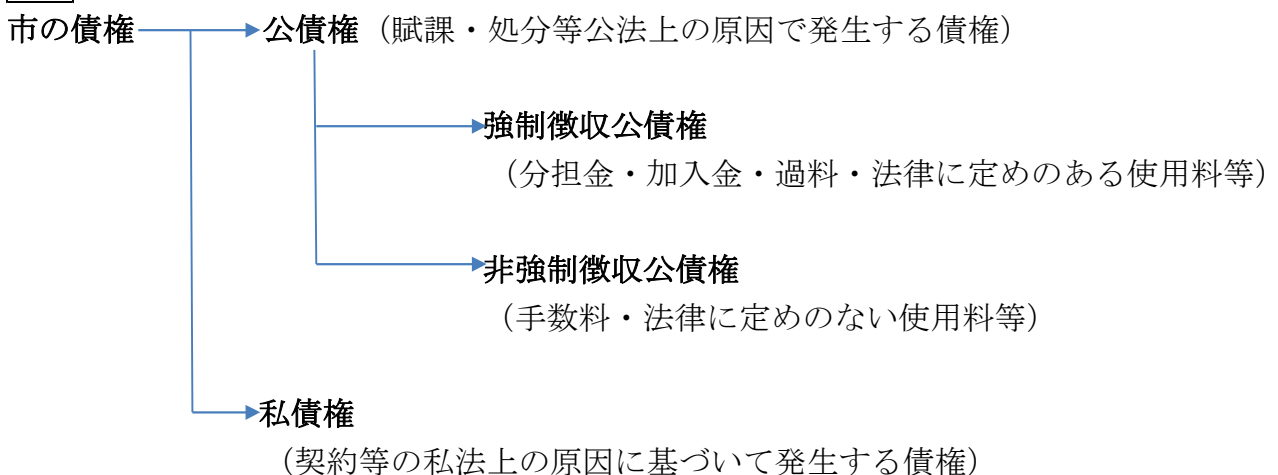 市の債権 公債権（賦課・処分等公法上の原因で発生する債権）
強制徴収公債権
（分担金・加入金・過料・法律に定めのある使用料等）
非強制徴収公債権
（手数料・法律に定めのない使用料等）
私債権
（契約等の私法上の原因に基づいて発生する債権）